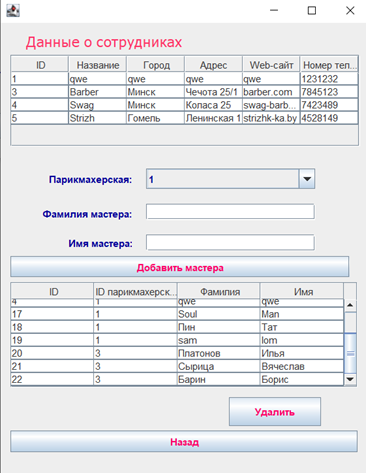 Данные о сотрудниках
ID Название Город Адрес Web-сайт Номер тел...
1 qwe qwe qwe qwe 1231232
3 Barber Минск Чечота 25/1 barber.com 7845123
4 Swag Минск Коласа 25 swag-barb... 7423489
5 Strizh Гомель Ленинская 1 strizhk-ka.by 4528149
Парикмахерская: 1
Фамилия мастера:
Имя мастера:
Добавить мастера
ID ID парикмахерск... Фамилия Имя
4 1 qwe qwe
17 1 Soul Man
18 1 Пин Тат
19 1 sam lom
20 3 Платонов Илья
21 3 Сырица Вячеслав
22 3 Барин Борис
Удалить
Назад